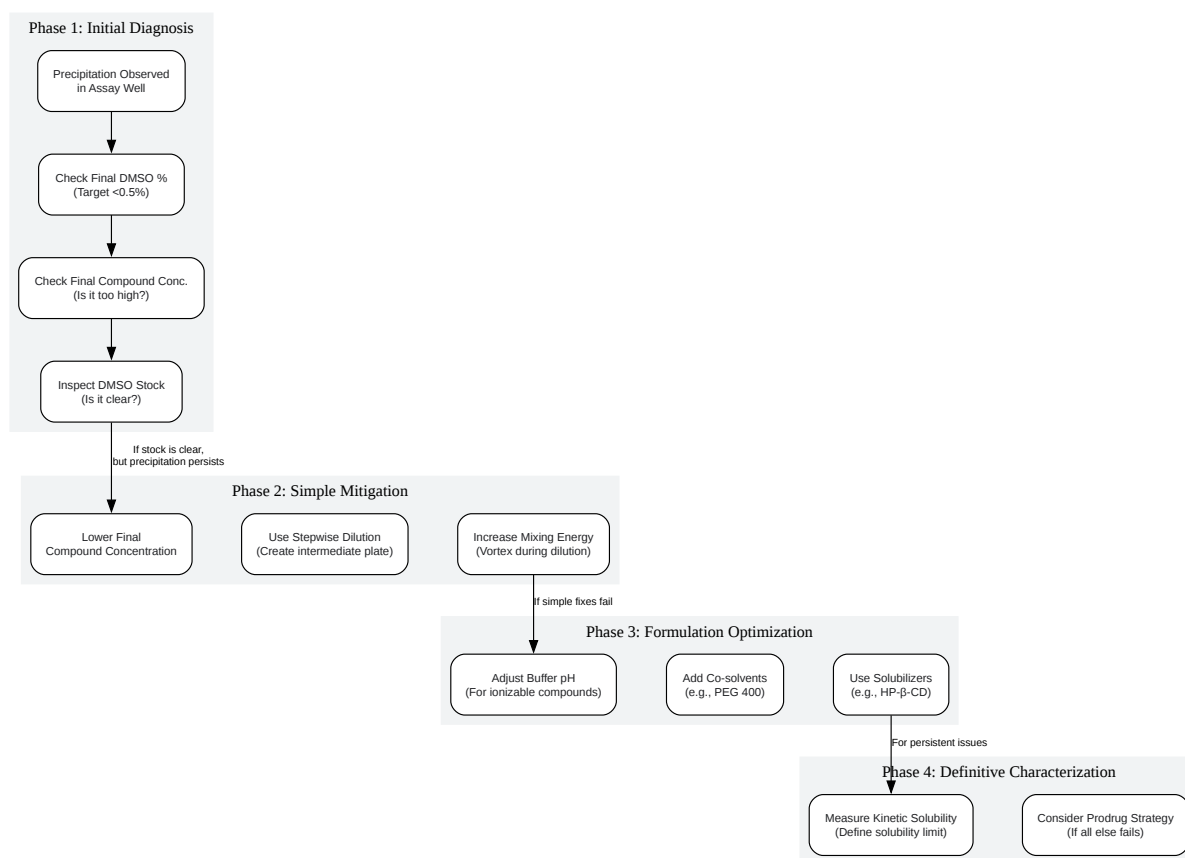 Phase 1: Initial Diagnosis
Precipitation Observed
in Assay Well
Check Final DMSO %
(Target <0.5%)
Check Final Compound Conc.
(Is it too high?)
Inspect DMSO Stock
(Is it clear?)
If stock is clear,
but precipitation persists
Phase 2: Simple Mitigation
Lower Final
Compound Concentration
Use Stepwise Dilution
(Create intermediate plate)
Increase Mixing Energy
(Vortex during dilution)
If simple fixes fail
Phase 3: Formulation Optimization
Adjust Buffer pH
(For ionizable compounds)
Add Co-solvents
(e.g., PEG 400)
Use Solubilizers
(e.g., HP-β-CD)
For persistent issues
Phase 4: Definitive Characterization
Measure Kinetic Solubility
(Define solubility limit)
Consider Prodrug Strategy
(If all else fails)